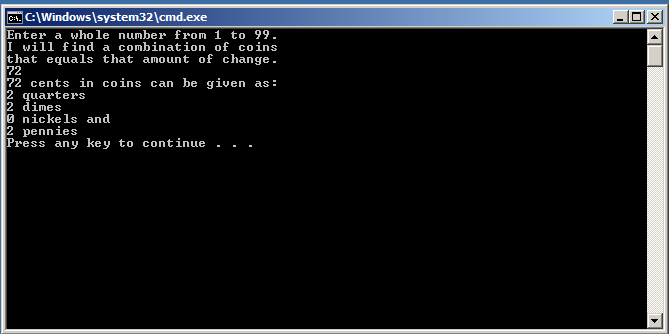 C:\Windows\system32\cmd.exe
Enter a whole number from 1 to 99.
I will find a combination of coins
that equals that amount of change.
72
72 cents in coins can be given as:
2 quarters
2 dimes
0 nickels and
2 pennies
Press any key to continue . . .